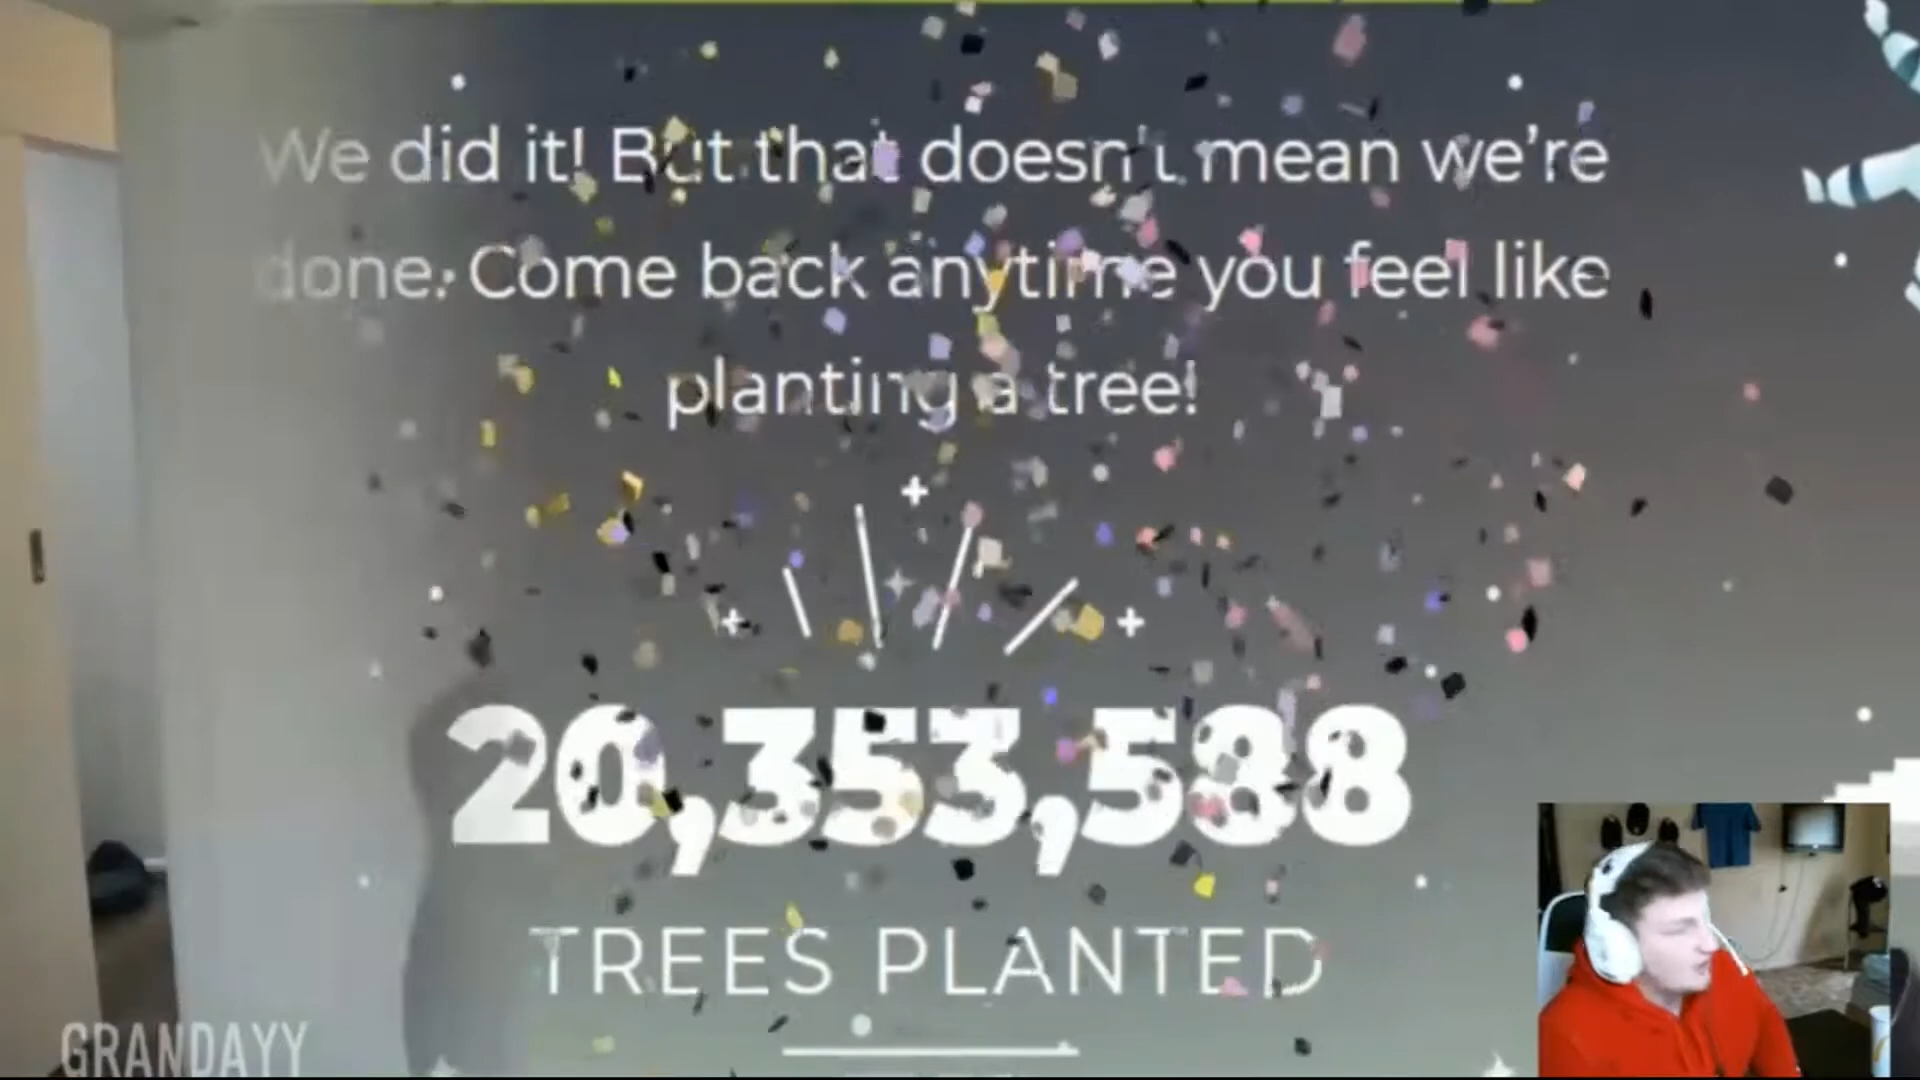 We did it! But that doesn't mean we're
done. Come back anytime you feel like
planting a tree!
20,353,588
TREES PLANTED
GRANDAYY